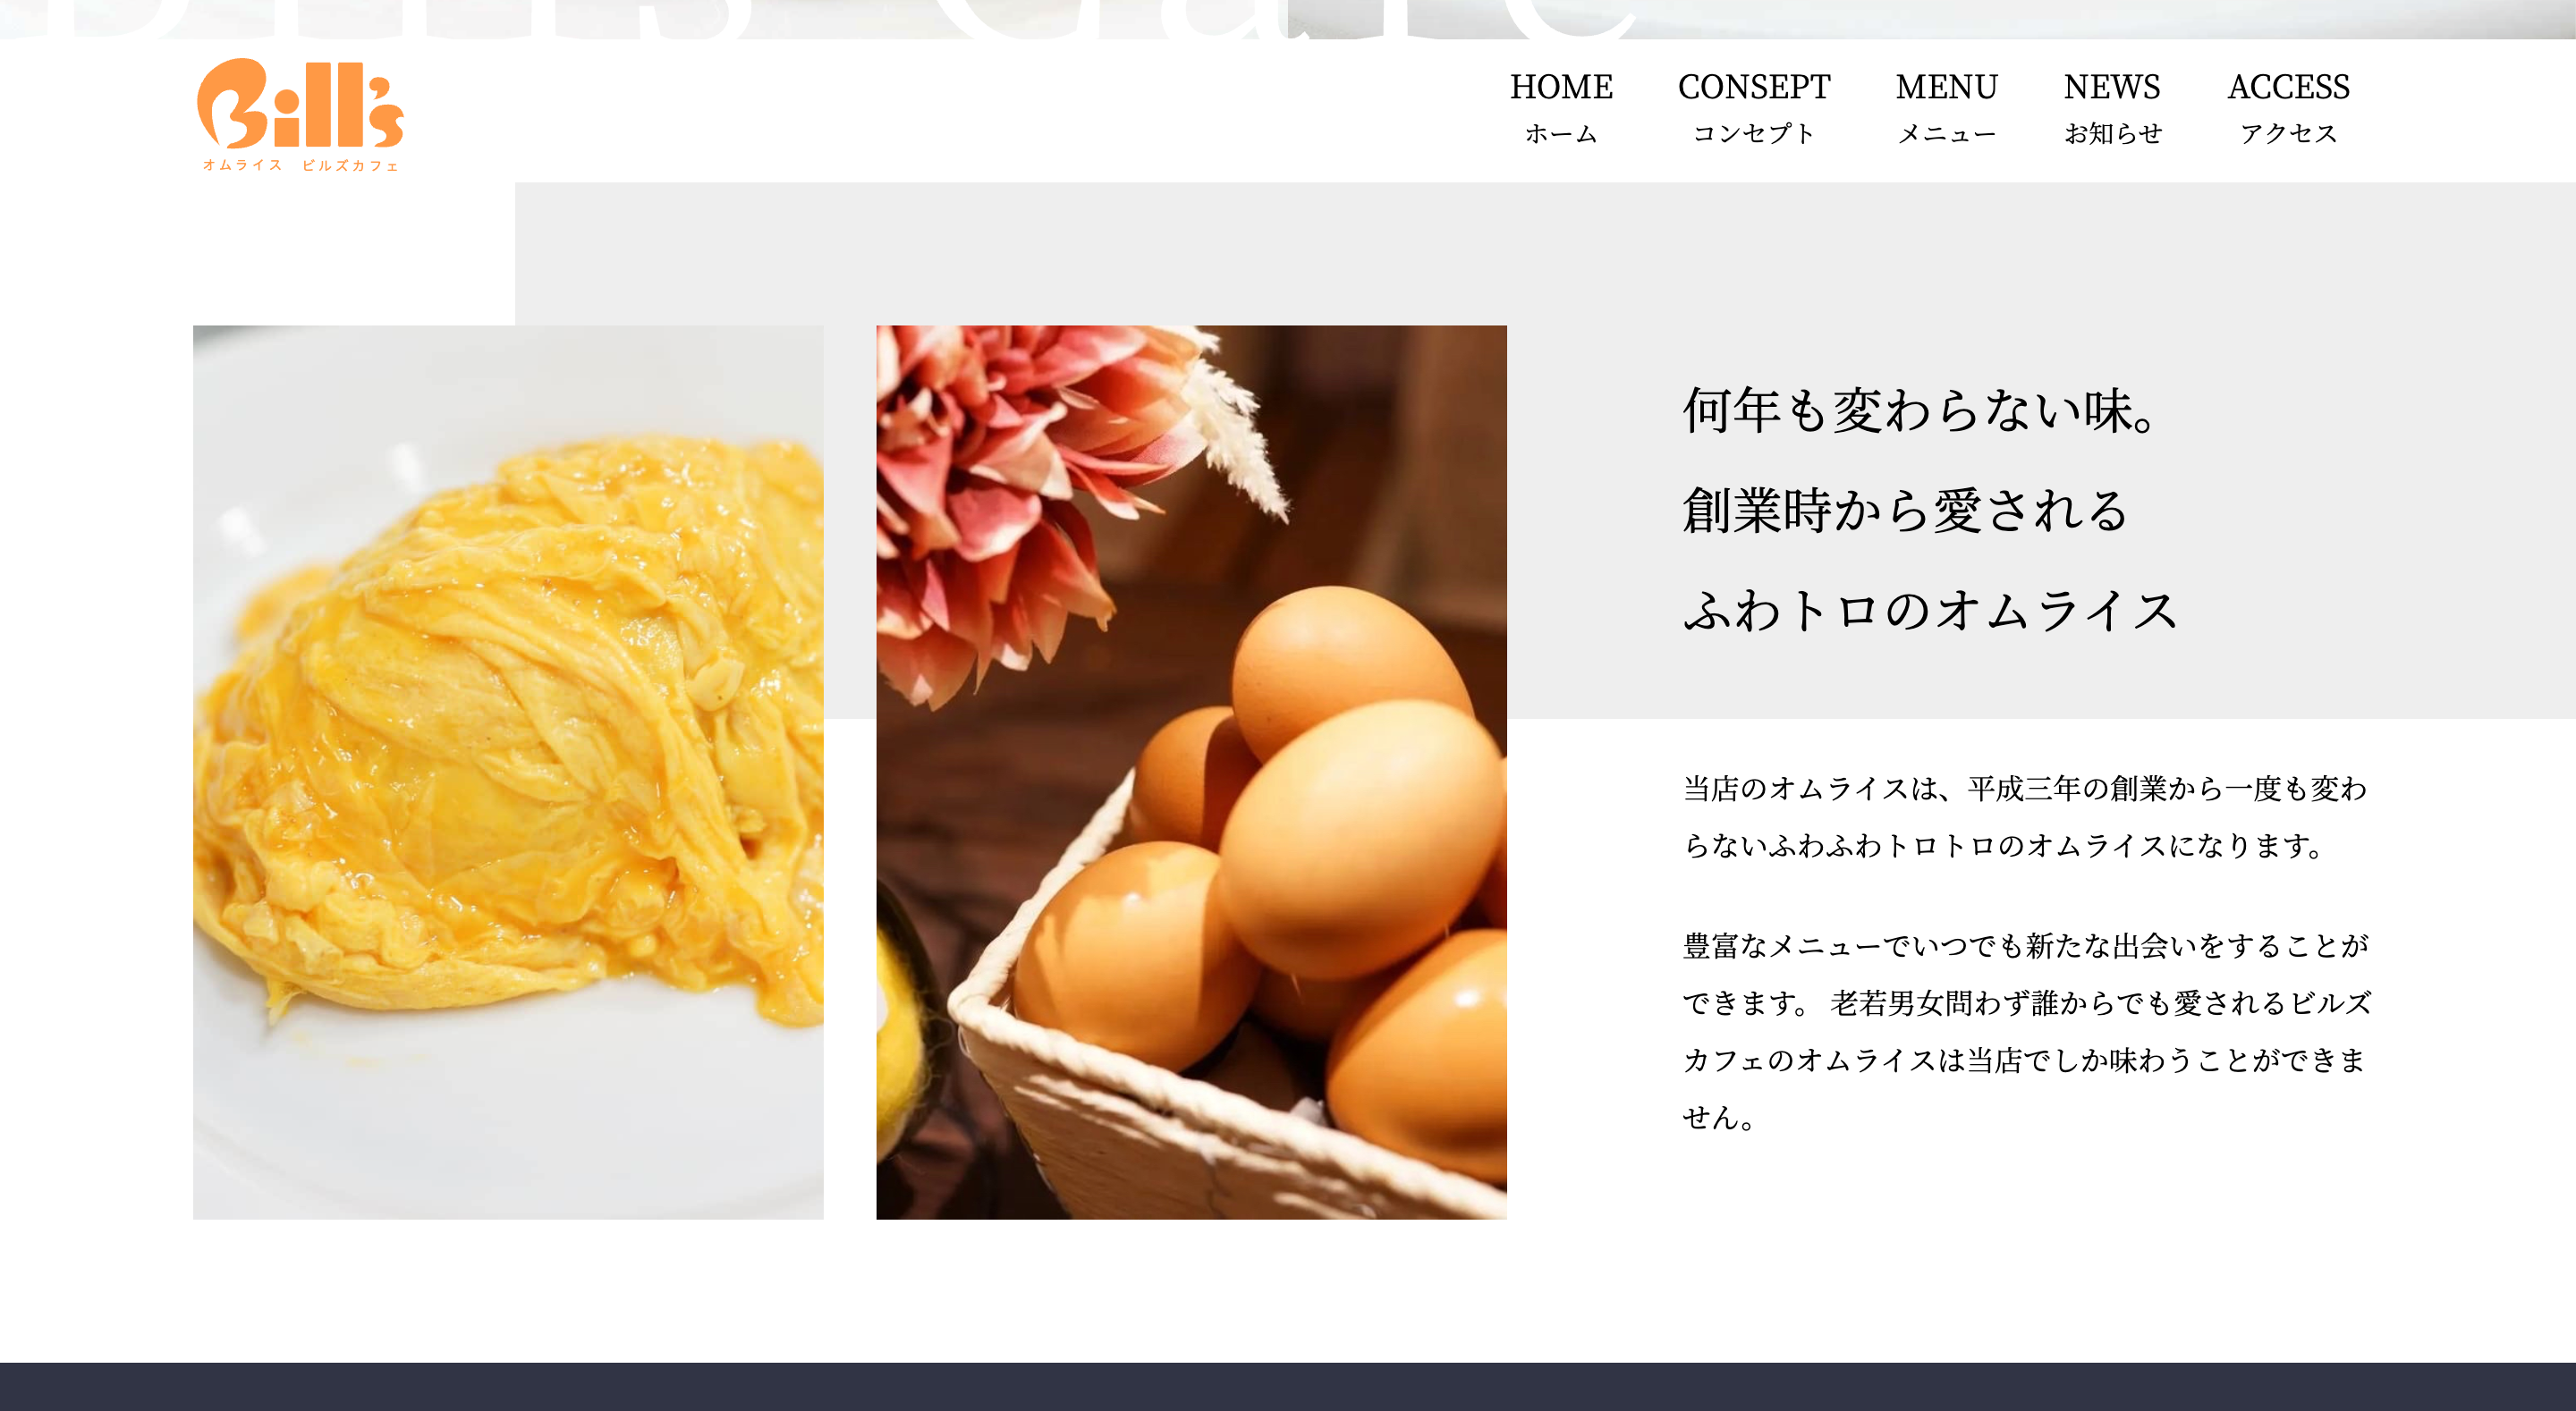 Bill's Cafe
Bill's
オムライス ビルズカフェ
HOME CONSEPT MENU NEWS ACCESS
ホーム コンセプト メニュー お知らせ アクセス
何年も変わらない味。
創業時から愛される
ふわトロのオムライス
当店のオムライスは、平成三年の創業から一度も変わ
らないふわふわトロトロのオムライスになります。
豊富なメニューでいつでも新たな出会いをすることが
できます。 老若男女問わず誰からでも愛されるビルズ
カフェのオムライスは当店でしか味わうことができま
せん。